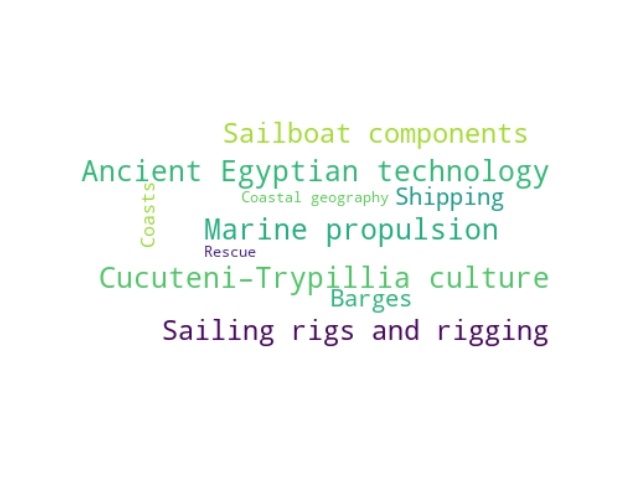 Sailboat components
Ancient Egyptian technology
Coasts
Coastal geography
Shipping
Marine propulsion
Rescue
Cucuteni–Trypillia culture
Barges
Sailing rigs and rigging